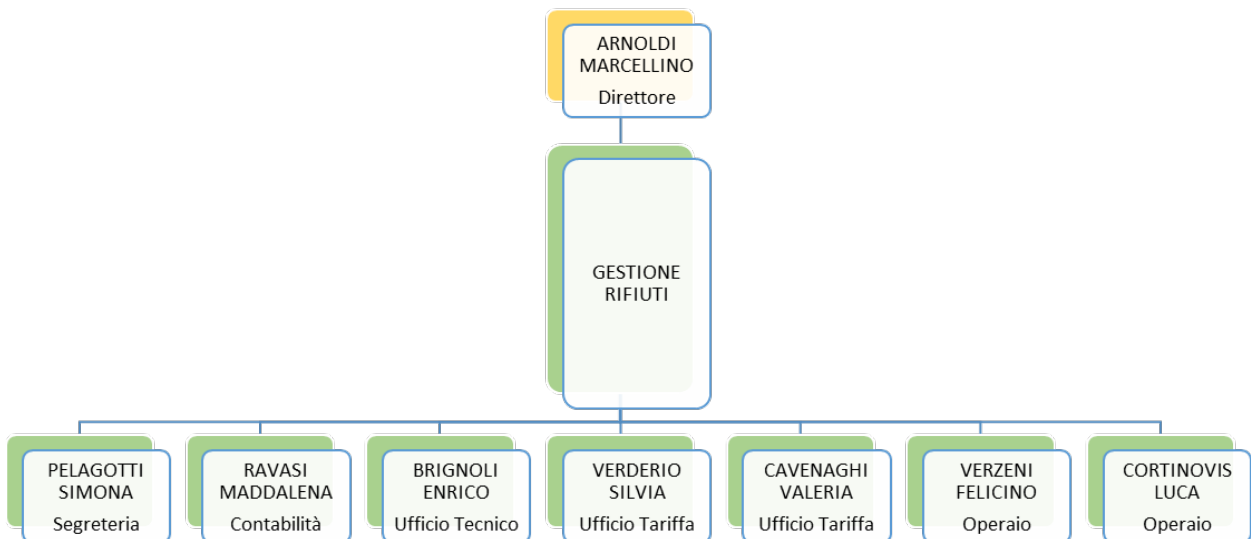 ARNOLDI
MARCELLINO
Direttore
GESTIONE
RIFIUTI
PELAGOTTI
SIMONA
Segreteria
RAVASI
MADDALENA
Contabilità
BRIGNOLI
ENRICO
Ufficio Tecnico
VERDERIO
SILVIA
Ufficio Tariffa
CAVENAGHI
VALERIA
Ufficio Tariffa
VERZENI
FELICINO
Operaio
CORTINOVIS
LUCA
Operaio